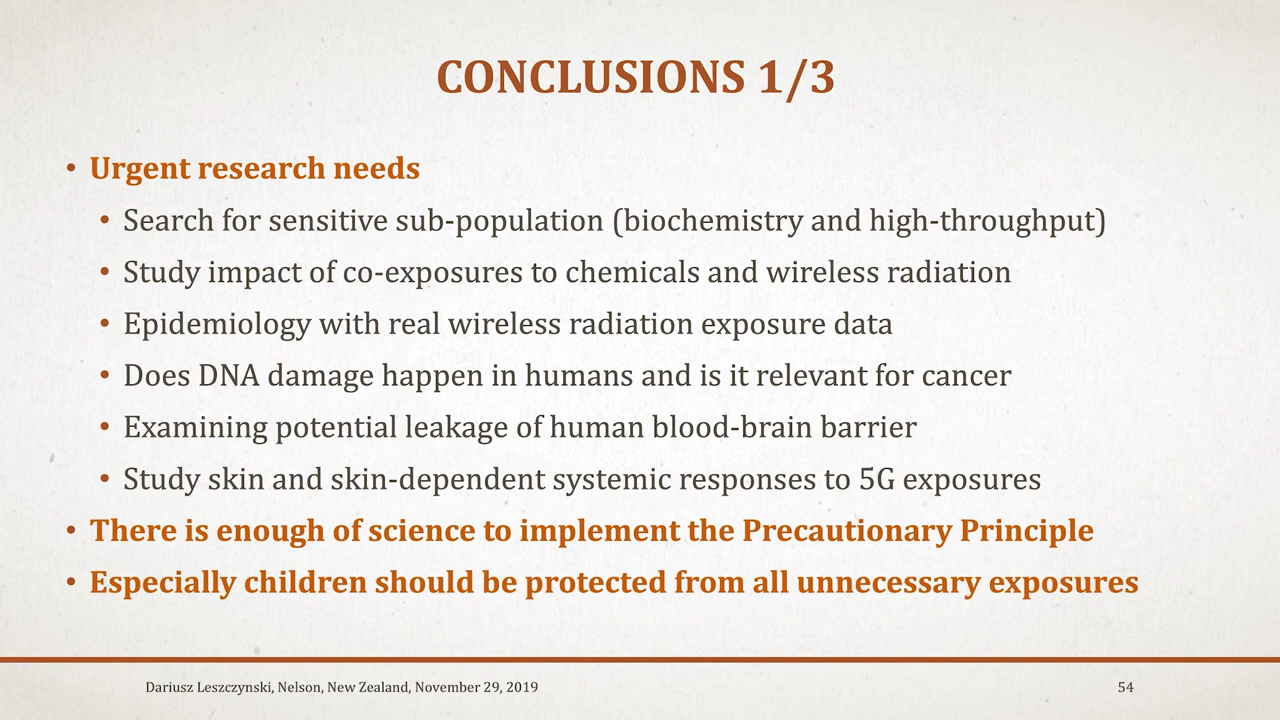 CONCLUSIONS 1/3
• Urgent research needs
• Search for sensitive sub-population (biochemistry and high-throughput)
• Study impact of co-exposures to chemicals and wireless radiation
• Epidemiology with real wireless radiation exposure data
• Does DNA damage happen in humans and is it relevant for cancer
• Examining potential leakage of human blood-brain barrier
• Study skin and skin-dependent systemic responses to 5G exposures
• There is enough of science to implement the Precautionary Principle
• Especially children should be protected from all unnecessary exposures
Dariusz Leszczynski, Nelson, New Zealand, November 29, 2019
54